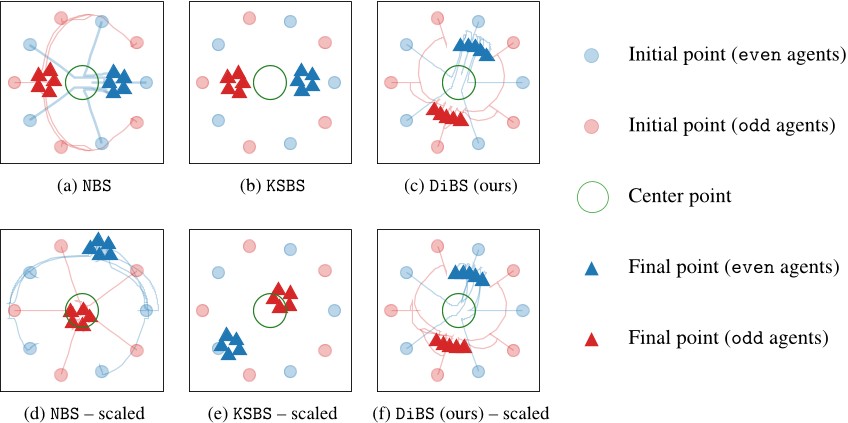 (a) NBS
(b) KSBS
(c) DiBS (ours)
(d) NBS – scaled
(e) KSBS – scaled
(f) DiBS (ours) – scaled
Initial point (even agents)
Initial point (odd agents)
Center point
Final point (even agents)
Final point (odd agents)